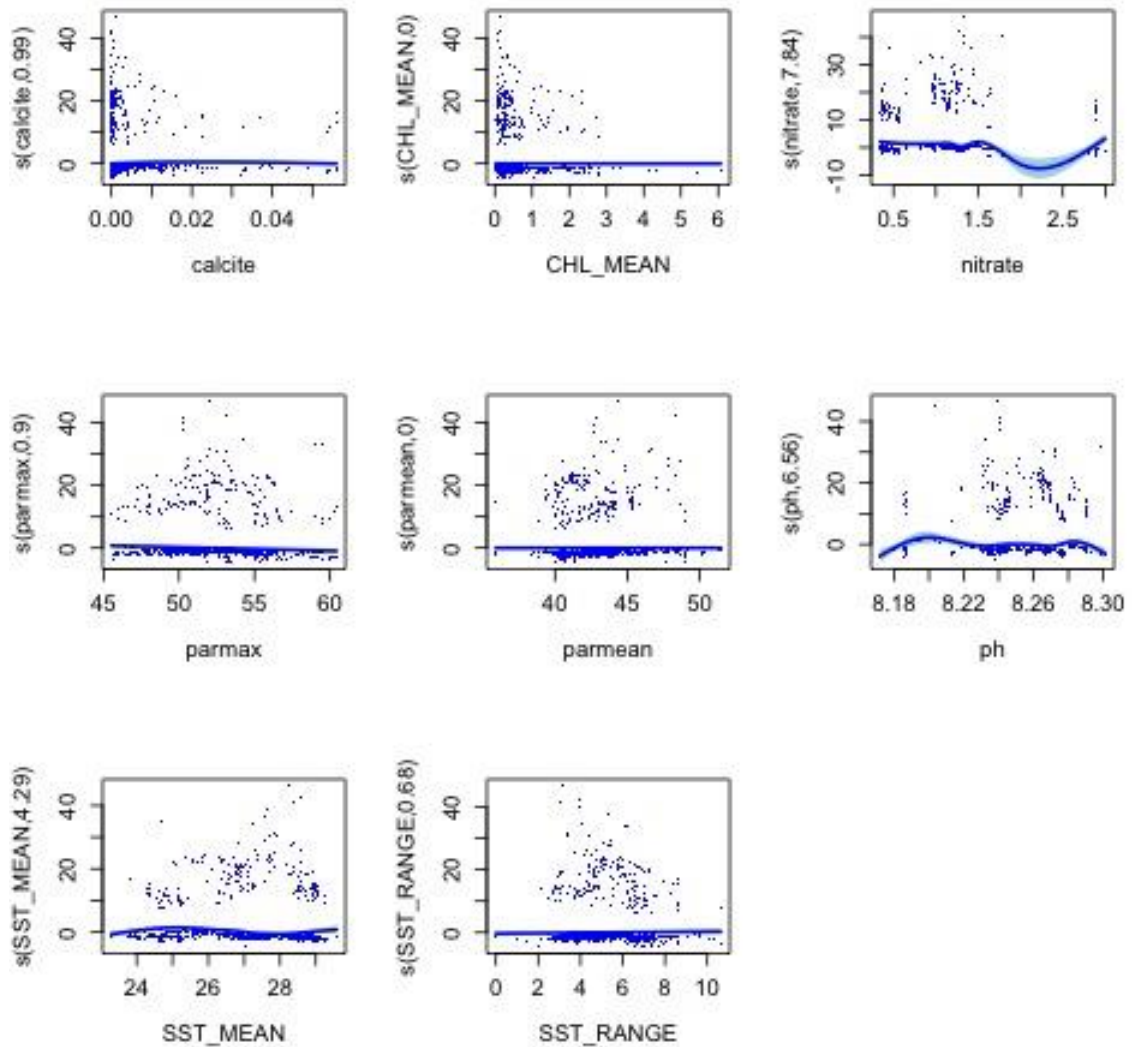 s(calcite,0.99)
40
20
0
0.00 0.02 0.04
calcite
s(CHL_MEAN,0)
40
20
0
0 1 2 3 4 5 6
CHL_MEAN
s(nitrate,7.84)
30
10
-10
0.5 1.5 2.5
nitrate
s(parmax,0.9)
40
20
0
45 50 55 60
parmax
s(parmean,0)
40
20
0
40 45 50
parmean
s(ph,6.56)
40
20
0
8.18 8.22 8.26 8.30
ph
s(SST_MEAN,4.29)
40
20
0
24 26 28
SST_MEAN
s(SST_RANGE,0.68)
40
20
0
0 2 4 6 8 10
SST_RANGE